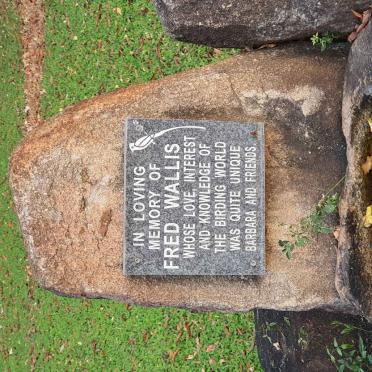 IN LOVING
MEMORY OF
FRED WALLIS
WHOSE LOVE, INTEREST
AND KNOWLEDGE OF
THE BIRDING WORLD
WAS QUITE UNIQUE
BARBARA AND FRIENDS